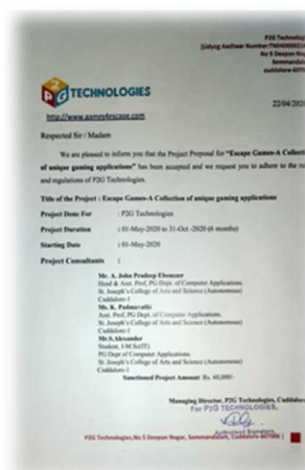 P2G Technolog
(Udyog Aadhaar Number:
No 5 Deepan Nag
Semmandala
cuddalore-6070
P2G TECHNOLOGIES
http://www.games4escape.com
22/04/202
Respected Sir / Madam
We are pleased to inform you that the Project Proposal for “Escape Games-A Collecti
of unique gaming applications” has been accepted and we request you to adhere to the rul
and regulations of P2G Technologies.
Title of the Project : Escape Games-A Collection of unique gaming applications
Project Done For : P2G Technologies
Project Duration : 01-May-2020 to 31-Oct -2020 (6 months)
Starting Date : 01-May-2020
Project Consultants :
Mr. A. John Pradeep Ebenezer
Head & Asst. Prof, PG Dept. of Computer Applications.
St. Joseph's College of Arts and Science (Autonomous)
Cuddalore-1
Ms. K. Padmavathi
Asst. Prof, PG Dept. of Computer Applications.
St. Joseph's College of Arts and Science (Autonomous)
Cuddalore-1
Mr.S.Alexander
Student, I-M.Sc(IT)
PG Dept of Computer Applications.
St. Joseph's College of Arts and Science (Autonomous)
Cuddalore-1
Sanctioned Project Amount: Rs. 60,000/-
Managing Director, P2G Technologies, Cuddalore
For P2G TECHNOLOGIES,
Authorised Signatory
P2G Technologies,No 5 Deepan Nagar, Semmandalam, Cuddalore-607001 |